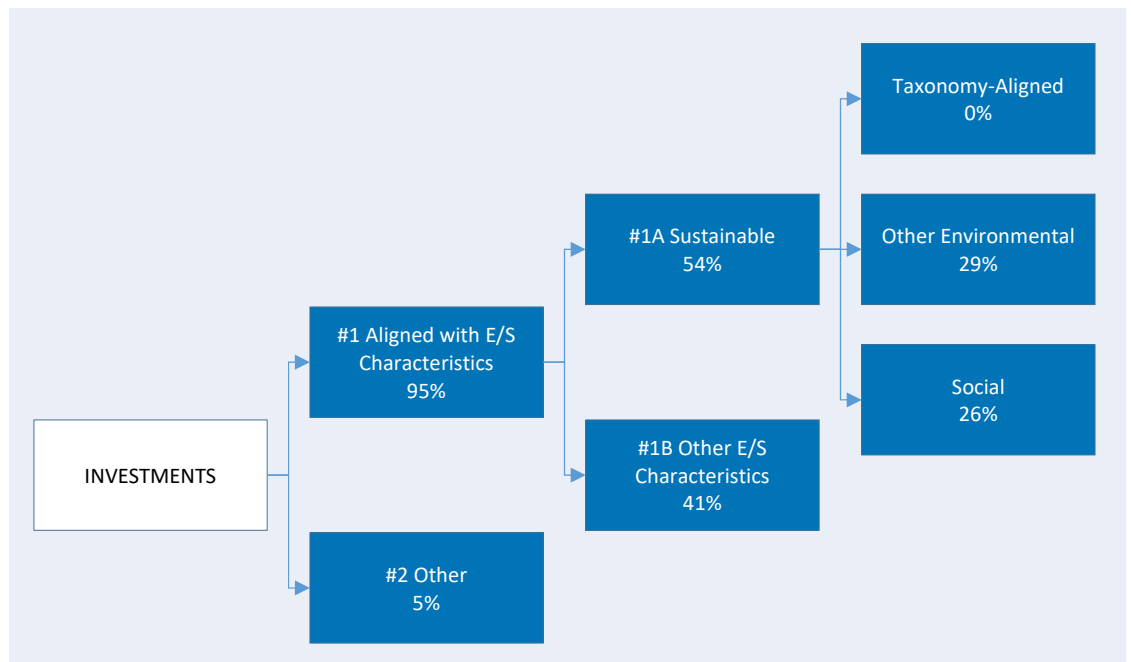 INVESTMENTS
#1 Aligned with E/S
Characteristics
95%
#2 Other
5%
#1A Sustainable
54%
#1B Other E/S
Characteristics
41%
Taxonomy-Aligned
0%
Other Environmental
29%
Social
26%